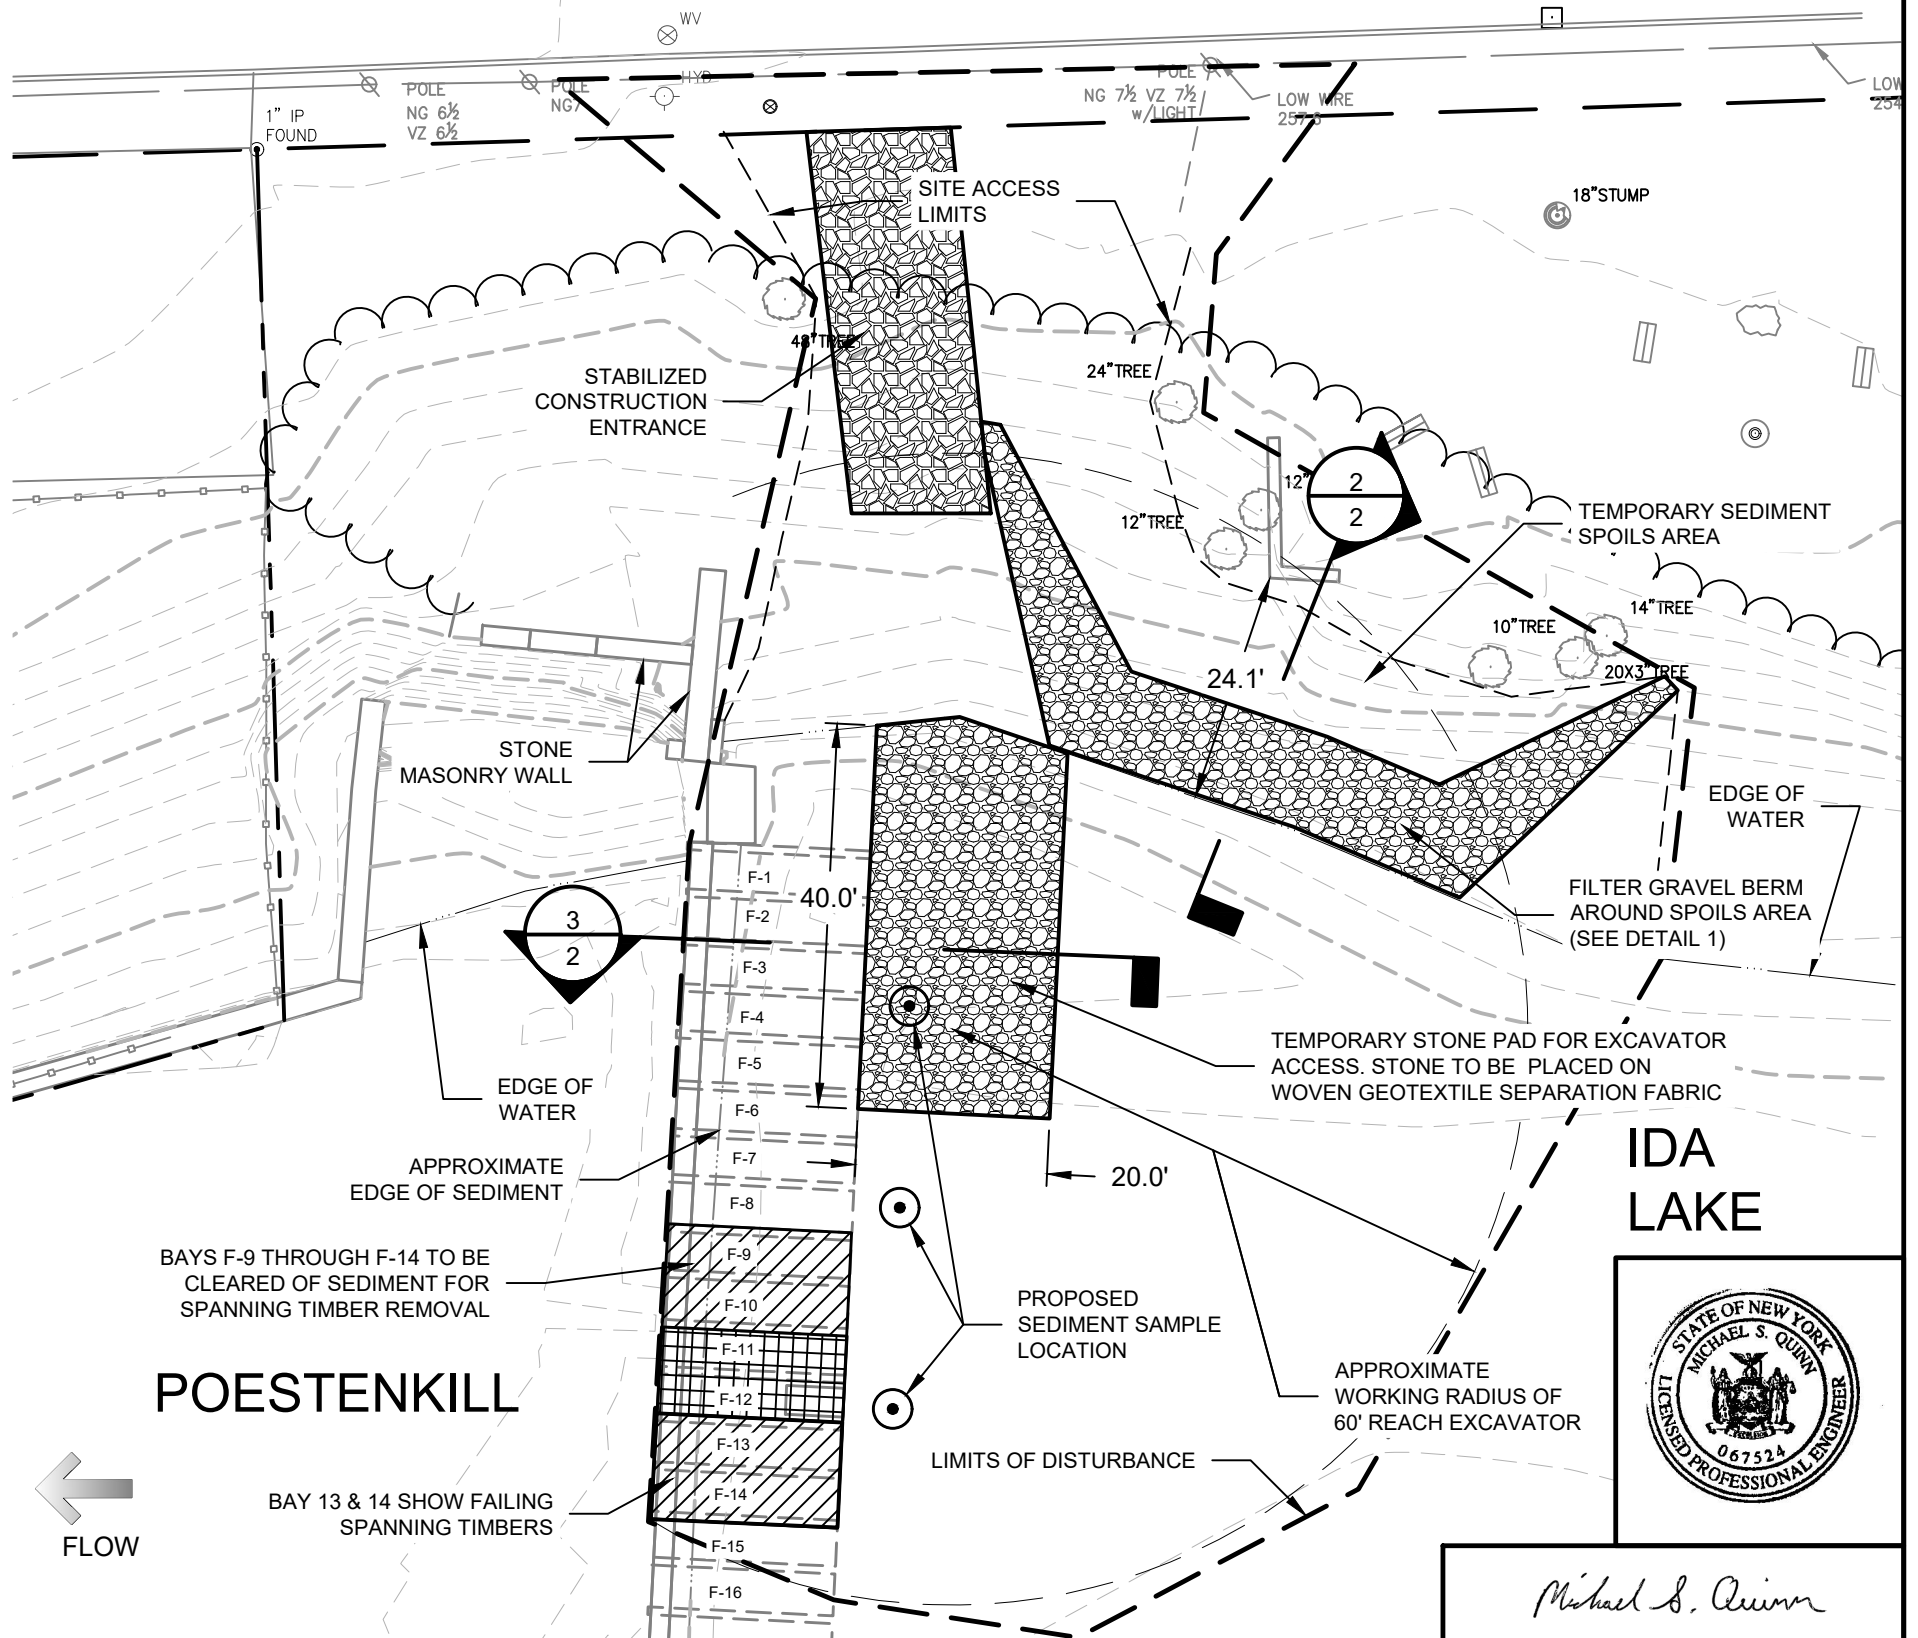 WV
HYD
POLE
NG 6½
VZ 6½
POLE
NG7
1" IP
FOUND
POLE
NG 7½ VZ 7½
w/LIGHT
LOW WIRE
257.6
LOW
254
SITE ACCESS
LIMITS
18"STUMP
48"TREE
24"TREE
STABILIZED
CONSTRUCTION
ENTRANCE
12"
2
2
12"TREE
TEMPORARY SEDIMENT
SPOILS AREA
14"TREE
10"TREE
20X3"TREE
24.1'
STONE
MASONRY WALL
EDGE OF
WATER
40.0'
FILTER GRAVEL BERM
AROUND SPOILS AREA
(SEE DETAIL 1)
3
2
F-1
F-2
F-3
F-4
F-5
F-6
F-7
F-8
F-9
F-10
F-11
F-12
F-13
F-14
F-15
F-16
TEMPORARY STONE PAD FOR EXCAVATOR
ACCESS. STONE TO BE PLACED ON
WOVEN GEOTEXTILE SEPARATION FABRIC
EDGE OF
WATER
APPROXIMATE
EDGE OF SEDIMENT
20.0'
IDA
LAKE
BAYS F-9 THROUGH F-14 TO BE
CLEARED OF SEDIMENT FOR
SPANNING TIMBER REMOVAL
PROPOSED
SEDIMENT SAMPLE
LOCATION
POESTENKILL
APPROXIMATE
WORKING RADIUS OF
60' REACH EXCAVATOR
LIMITS OF DISTURBANCE
BAY 13 & 14 SHOW FAILING
SPANNING TIMBERS
FLOW
STATE OF NEW YORK
MICHAEL S. QUINN
067524
LICENSED PROFESSIONAL ENGINEER
Michael S. Quinn